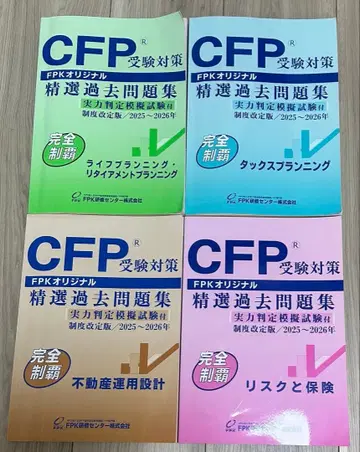 CFP®受験対策
FPKオリジナル
精選過去問題集
実力判定模擬試験付
制度改定版/2025～2026年
完全制覇
ライフプランニング・
リタイアメントプランニング
FPK研修センター株式会社
CFP®受験対策
FPKオリジナル
精選過去問題集
実力判定模擬試験付
制度改定版/2025～2026年
完全制覇
タックスプランニング
FPK研修センター株式会社
CFP®受験対策
FPKオリジナル
精選過去問題集
実力判定模擬試験付
制度改定版/2025～2026年
完全制覇
不動産運用設計
FPK研修センター株式会社
CFP®受験対策
FPKオリジナル
精選過去問題集
実力判定模擬試験付
制度改定版/2025～2026年
完全制覇
リスクと保険
FPK研修センター株式会社